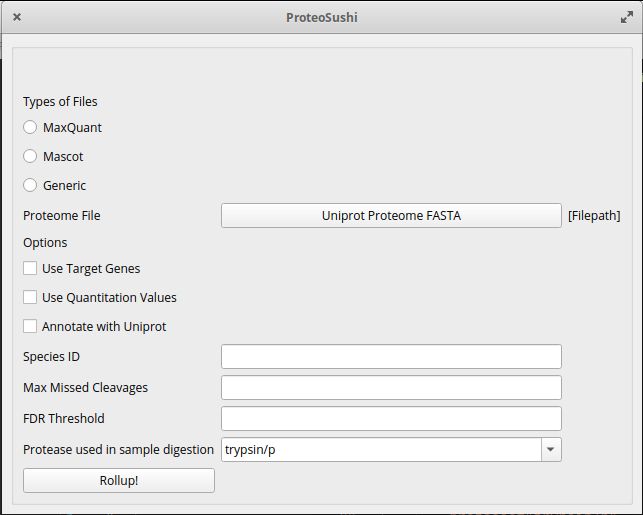 ProteoSushi
Types of Files
MaxQuant
Mascot
Generic
Proteome File Uniprot Proteome FASTA [Filepath]
Options
Use Target Genes
Use Quantitation Values
Annotate with Uniprot
Species ID
Max Missed Cleavages
FDR Threshold
Protease used in sample digestion trypsin/p
Rollup!